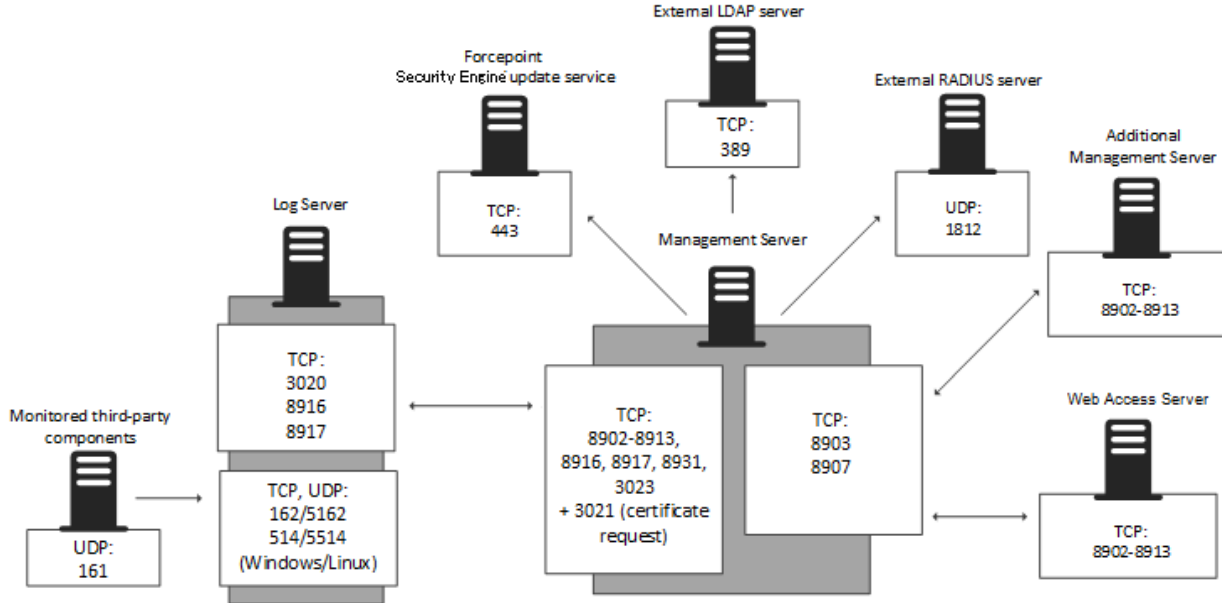 External LDAP server
TCP:
389
Forcepoint
Security Engine update service
TCP:
443
External RADIUS server
UDP:
1812
Additional
Management Server
TCP:
8902-8913
Log Server
TCP:
3020
8916
8917
TCP, UDP:
162/5162
514/5514
(Windows/Linux)
Management Server
TCP:
8902-8913,
8916, 8917, 8931,
3023
+ 3021 (certificate
request)
TCP:
8903
8907
Monitored third-party
components
UDP:
161
Web Access Server
TCP:
8902-8913